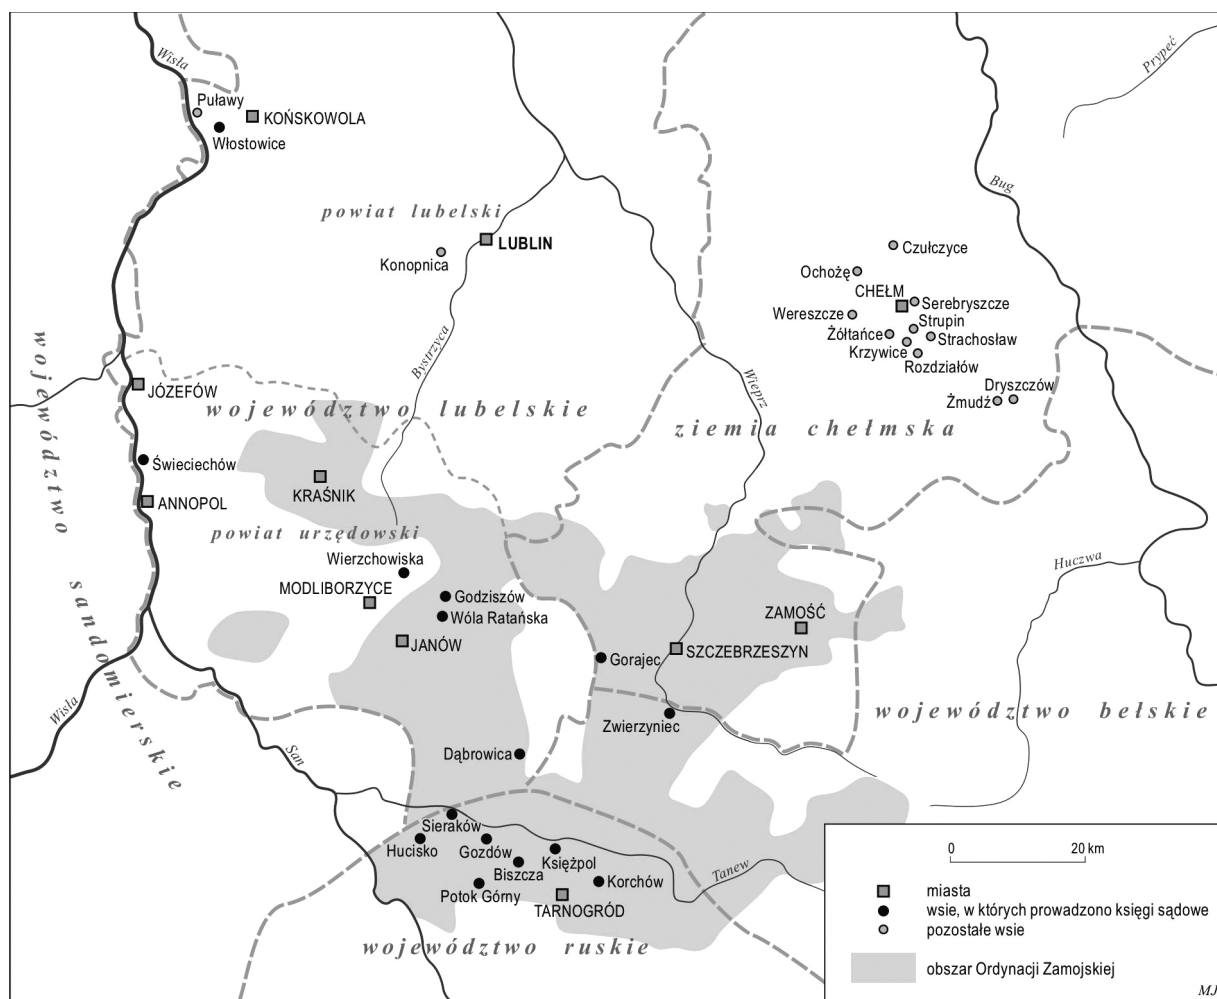 Wisła
Prypeć
Puławy
KOŃSKOWOLA
Włostowice
Bug
powiat lubelski
LUBLIN
Konopnica
Czułczyce
Ochożę
CHEŁM
Serebryszcze
Wereszcze
Strupin
Żółtańce
Strachosław
Krzywice
Rozdziałów
Bystrzyca
Wieprz
Dryszczów
Żmudź
JÓZEFÓW
województwo lubelskie
ziemia chełmska
województwo sandomierskie
Świeciechów
KRAŚNIK
ANNOPOL
powiat urzędowski
Wierzchowiska
Huczwa
MODLIBORZYCE
Godziszów
Wóla Ratańska
ZAMOŚĆ
JANÓW
Gorajec
SZCZEBRZESZYN
Wisła
województwo bełskie
Zwierzyniec
San
Dąbrowica
Sieraków
Hucisko
Gozdów
Księżpol
Biszcza
Tanew
Potok Górny
Korchów
TARNOGRÓD
województwo ruskie
0 20 km
miasta
wsie, w których prowadzono księgi sądowe
pozostałe wsie
obszar Ordynacji Zamojskiej
MJ